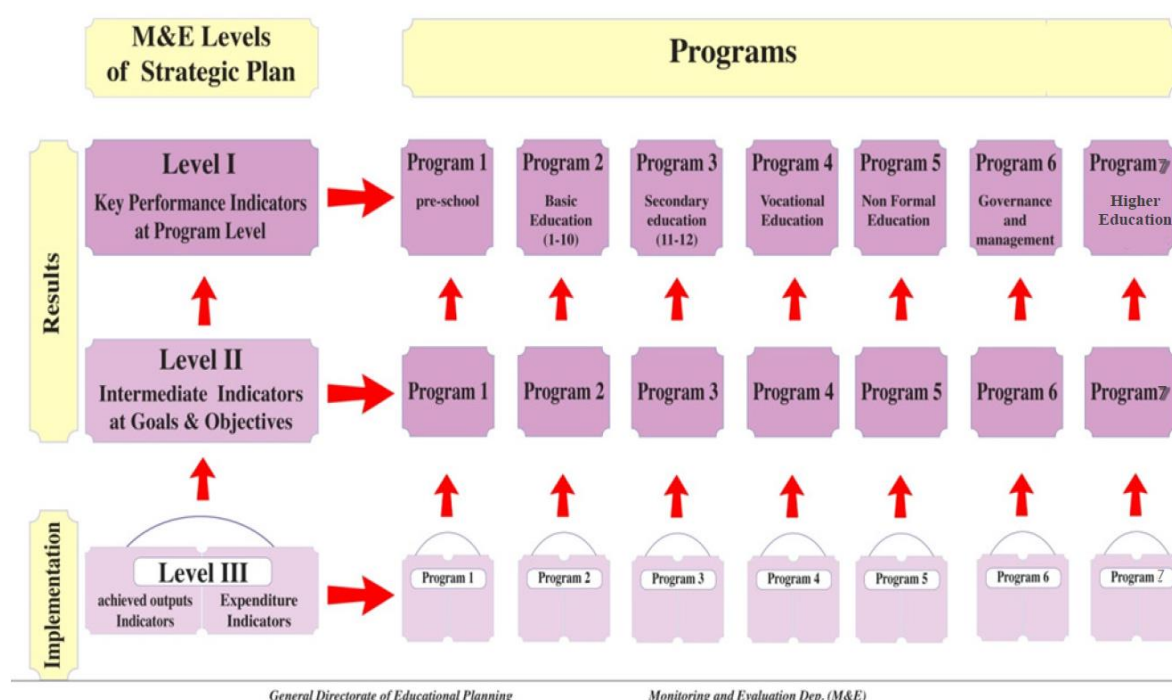 M&E Levels
of Strategic Plan
Programs
Results
Level I
Key Performance Indicators
at Program Level
Program 1
pre-school
Program 2
Basic
Education
(1-10)
Program 3
Secondary
education
(11-12)
Program 4
Vocational
Education
Program 5
Non Formal
Education
Program 6
Governance
and
management
Program 7
Higher
Education
Level II
Intermediate Indicators
at Goals & Objectives
Program 1
Program 2
Program 3
Program 4
Program 5
Program 6
Program 7
Implementation
Level III
achieved outputs
Indicators
Expenditure
Indicators
Program 1
Program 2
Program 3
Program 4
Program 5
Program 6
Program 7
General Directorate of Educational Planning
Monitoring and Evaluation Dep. (M&E)